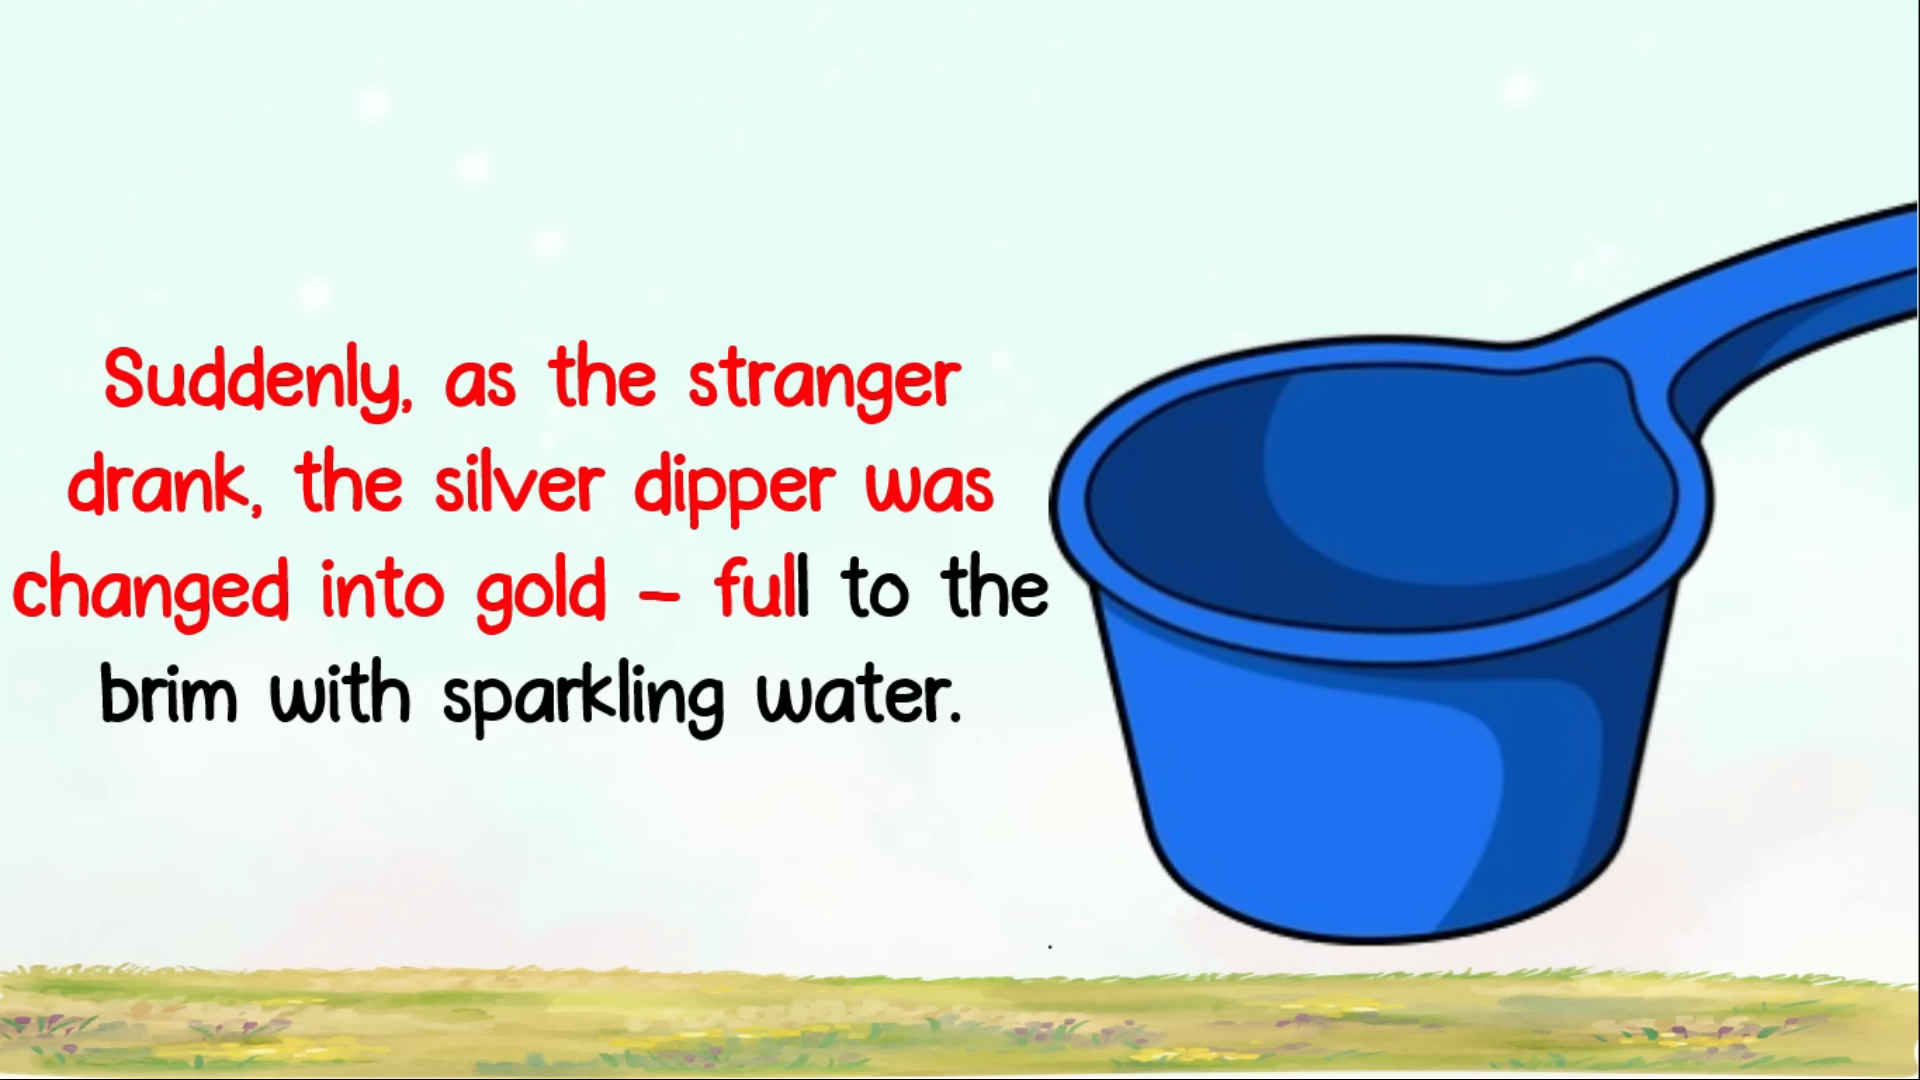 Suddenly, as the stranger
drank, the silver dipper was
changed into gold – full to the
brim with sparkling water.